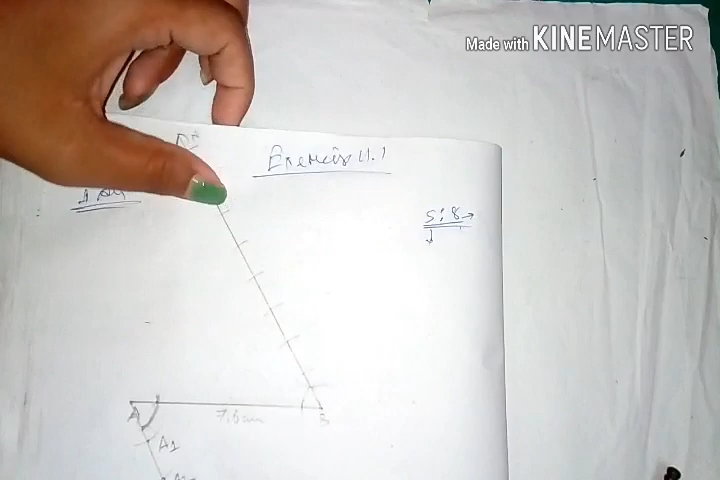 Made with KINEMASTER
Exercise 11.1
5:8
A
7.6cm
B
A1